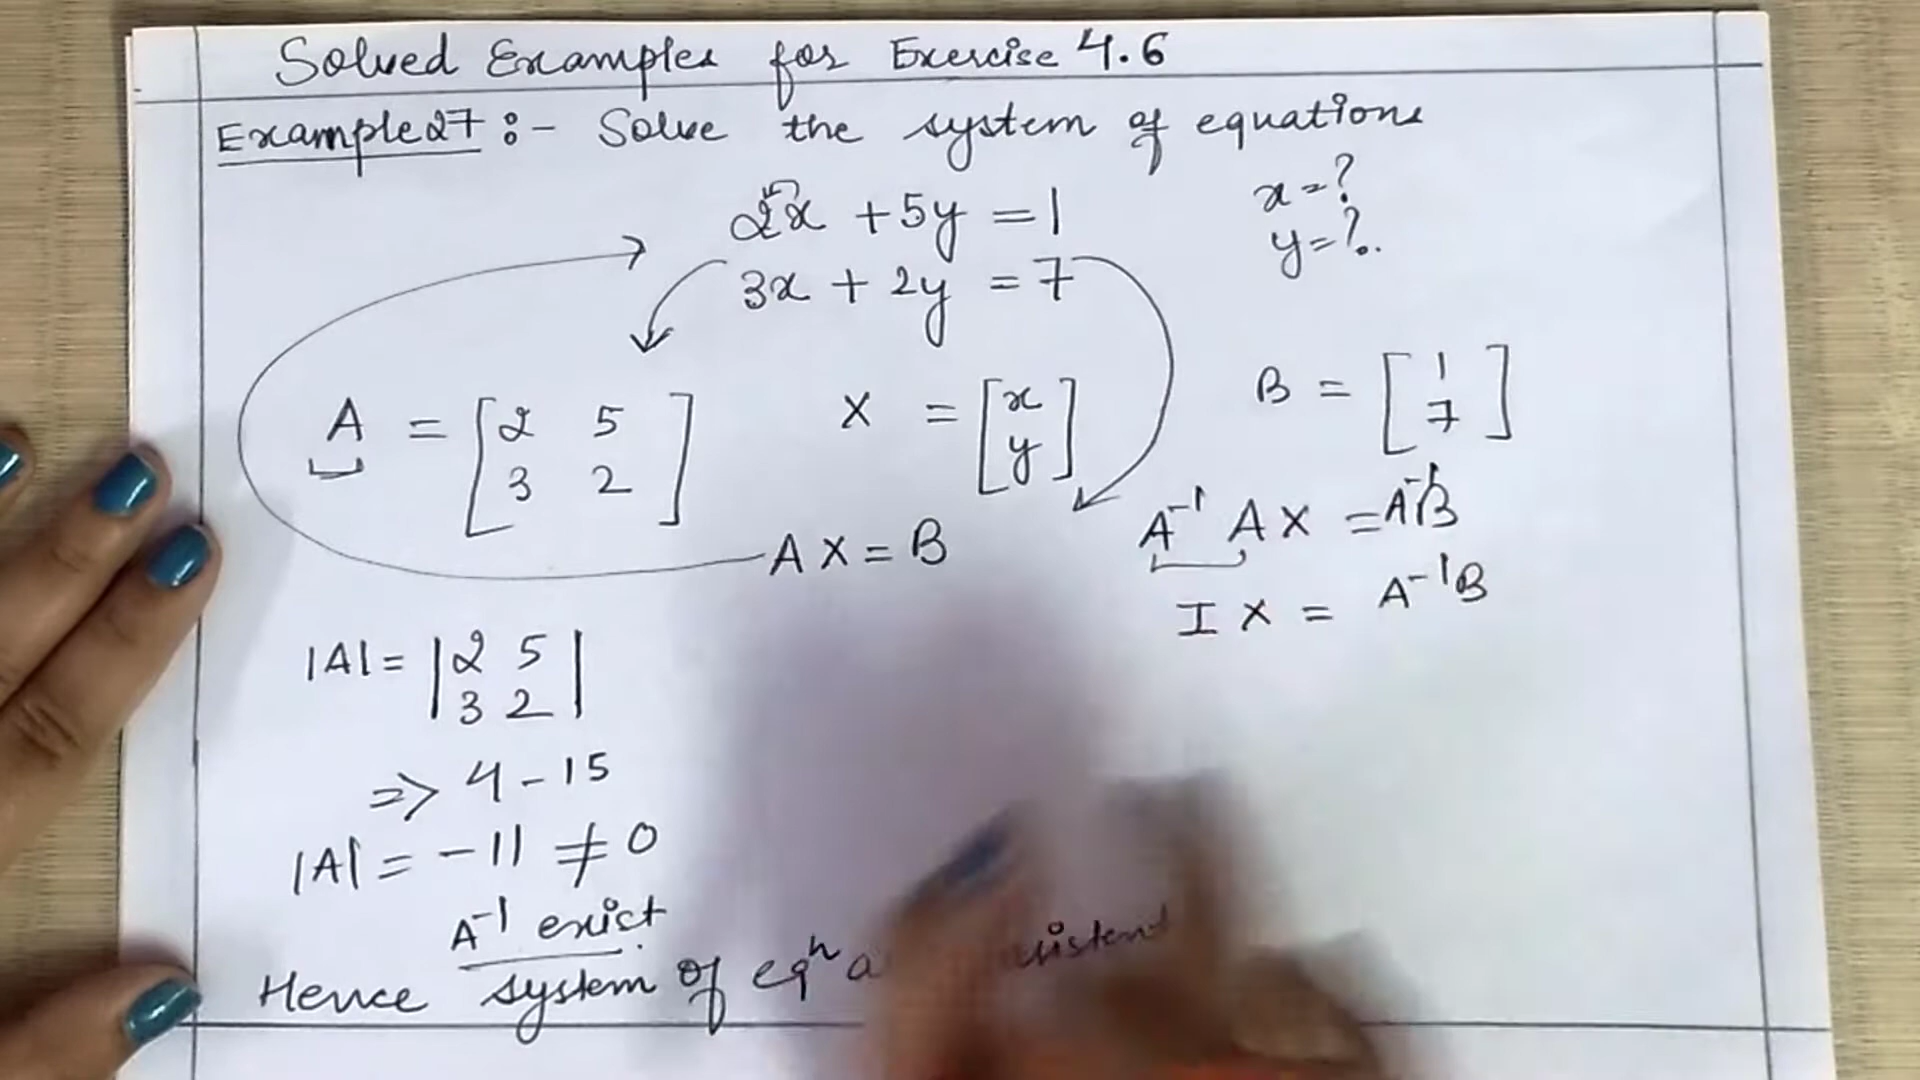 Solved Examples for Exercise 4.6
Example 27 :- Solve the system of equations
2x + 5y = 1
3x + 2y = 7
x = ?
y = ?.
A = [2 5
3 2]
X = [x
y]
B = [1
7]
AX = B
A⁻¹ A X = A⁻¹B
I X = A⁻¹B
|A| = |2 5
3 2|
=> 4 - 15
|A| = -11 ≠ 0
A⁻¹ exist
Hence system of eqⁿ